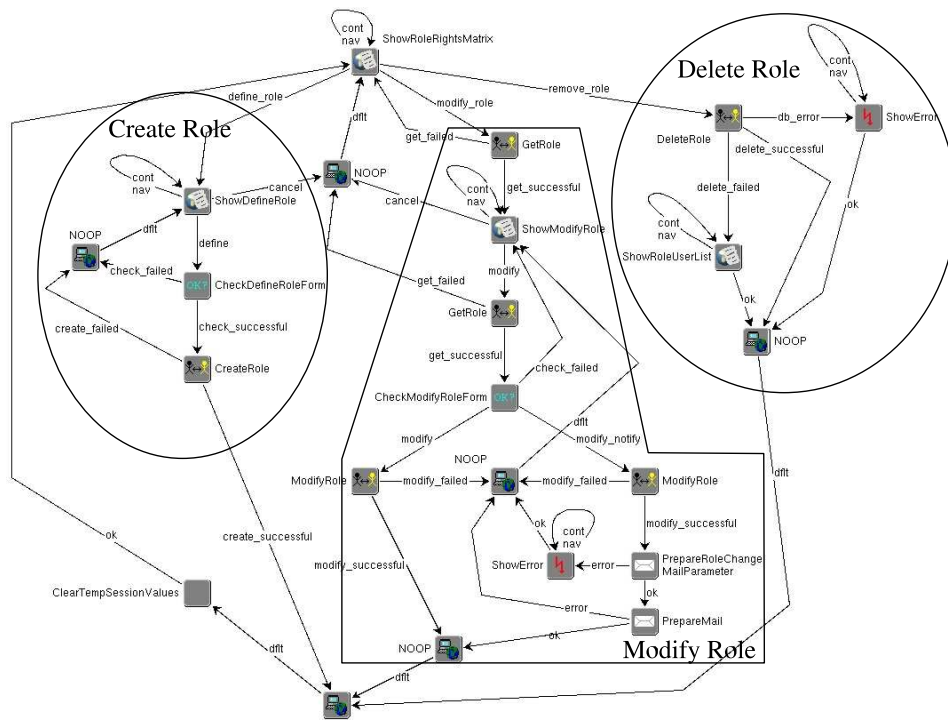 cont
nav
ShowRoleRightsMatrix
cont
nav
Delete Role
define_role
modify_role
remove_role
Create Role
dflt
get_failed
GetRole
DeleteRole
db_error
ShowError
delete_successful
cont
nav
cancel
NOOP
get_successful
cont
nav
cancel
delete_failed
ShowDefineRole
ShowModifyRole
ok
cont
nav
NOOP
dflt
define
modify
ShowRoleUserList
check_failed
OK?
CheckDefineRoleForm
get_failed
ok
GetRole
create_failed
check_successful
NOOP
get_successful
check_failed
CreateRole
CheckModifyRoleForm
OK?
dflt
modify
modify_notify
NOOP
dflt
ModifyRole
modify_failed
modify_failed
ModifyRole
modify_successful
ok
cont
nav
create_successful
ok
modify_successful
ShowError
error
PrepareRoleChange
MailParameter
ClearTempSessionValues
ok
error
PrepareMail
ok
NOOP
Modify Role
dflt
dflt